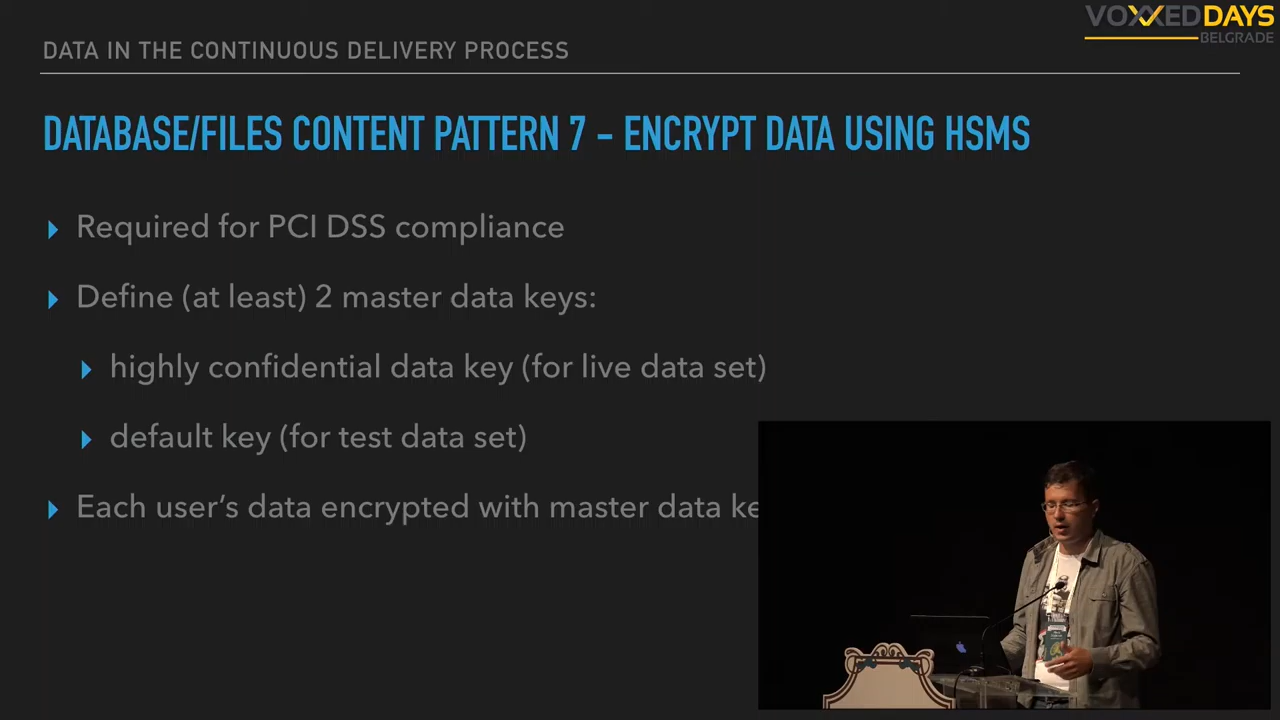 VOXXED DAYS
BELGRADE
DATA IN THE CONTINUOUS DELIVERY PROCESS
DATABASE/FILES CONTENT PATTERN 7 – ENCRYPT DATA USING HSMS
Required for PCI DSS compliance
Define (at least) 2 master data keys:
highly confidential data key (for live data set)
default key (for test data set)
Each user’s data encrypted with master data ke